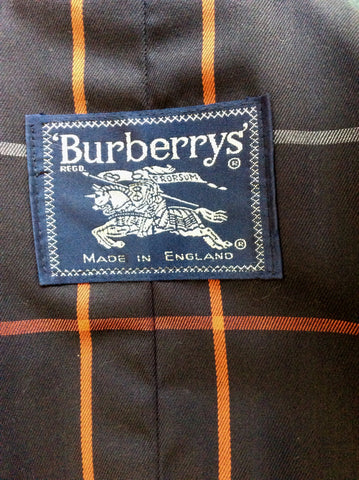 'Burberrys'
REGD. ®
PRORSUM
®
MADE IN ENGLAND